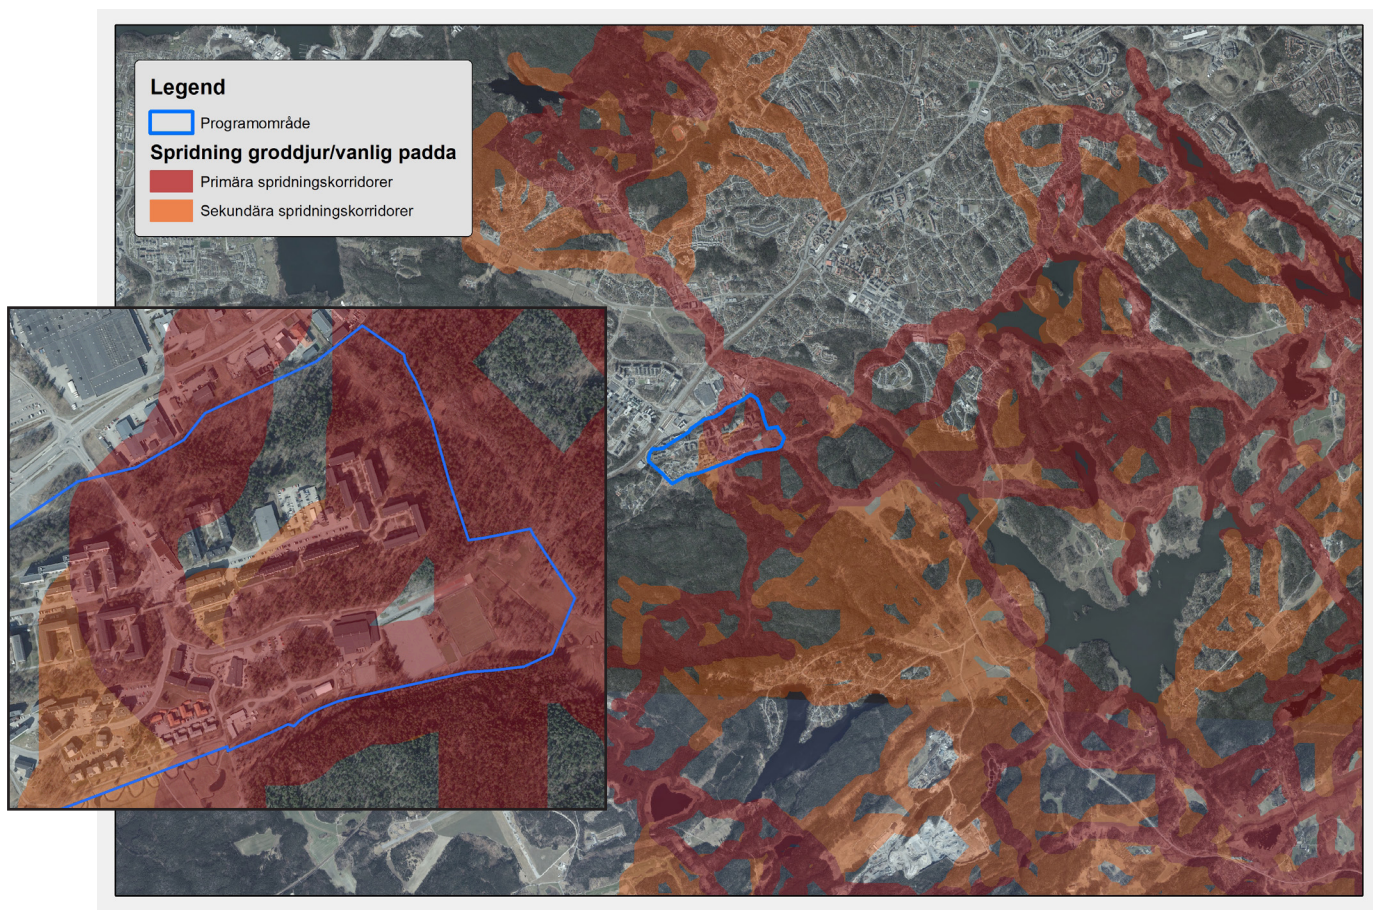 Legend
Programområde
Spridning groddjur/vanlig padda
Primära spridningskorridorer
Sekundära spridningskorridorer